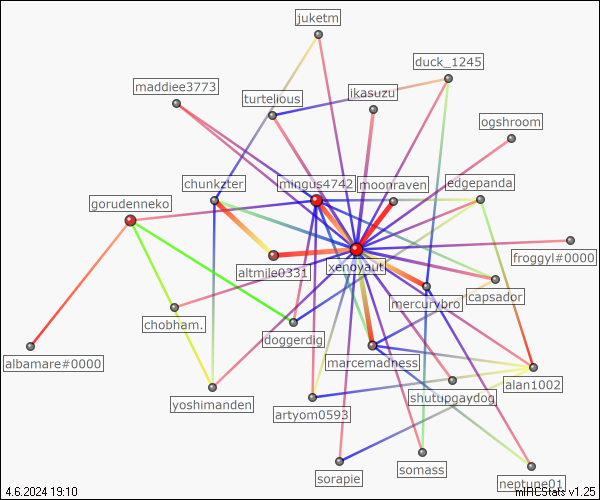 juketm
duck_1245
maddiee3773
turtelious
ikasuzu
ogshroom
chunkzter
mingus4742
moonraven
edgepanda
gorudenneko
xenoyaut
froggyl#0000
altmile0331
mercurybro
capsador
chobham.
doggerdig
albamare#0000
marcemadness
alan1002
yoshimanden
shutupgaydog
artyom0593
somass
sorapie
neptune01
4.6.2024 19:10
mIRCStats v1.25